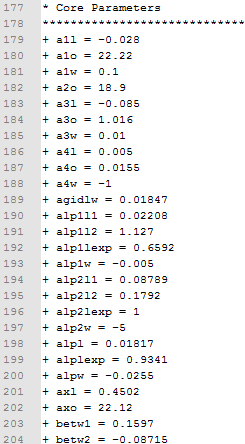 177 * Core Parameters
178 *****************************
179 + a1l = -0.028
180 + a1o = 22.22
181 + a1w = 0.1
182 + a2o = 18.9
183 + a3l = -0.085
184 + a3o = 1.016
185 + a3w = 0.01
186 + a4l = 0.005
187 + a4o = 0.0155
188 + a4w = -1
189 + agidlw = 0.01847
190 + alp1l1 = 0.02208
191 + alp1l2 = 1.127
192 + alp1lexp = 0.6592
193 + alp1w = -0.005
194 + alp2l1 = 0.08789
195 + alp2l2 = 0.1792
196 + alp2lexp = 1
197 + alp2w = -5
198 + alpl = 0.01817
199 + alplexp = 0.9341
200 + alpw = -0.0255
201 + axl = 0.4502
202 + axo = 22.12
203 + betw1 = 0.1597
204 + betw2 = -0.08715